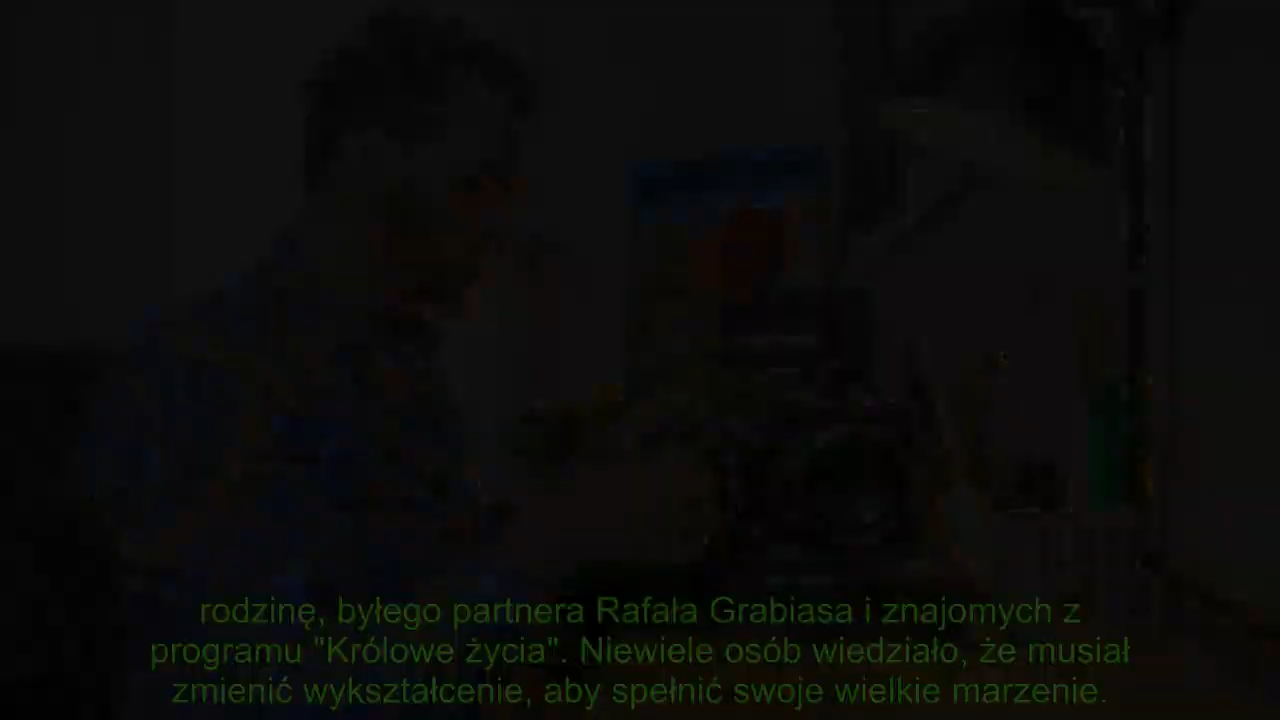 rodzinę, byłego partnera Rafała Grabiasa i znajomych z
programu "Królowe życia". Niewiele osób wiedziało, że musiał
zmienić wykształcenie, aby spełnić swoje wielkie marzenie.